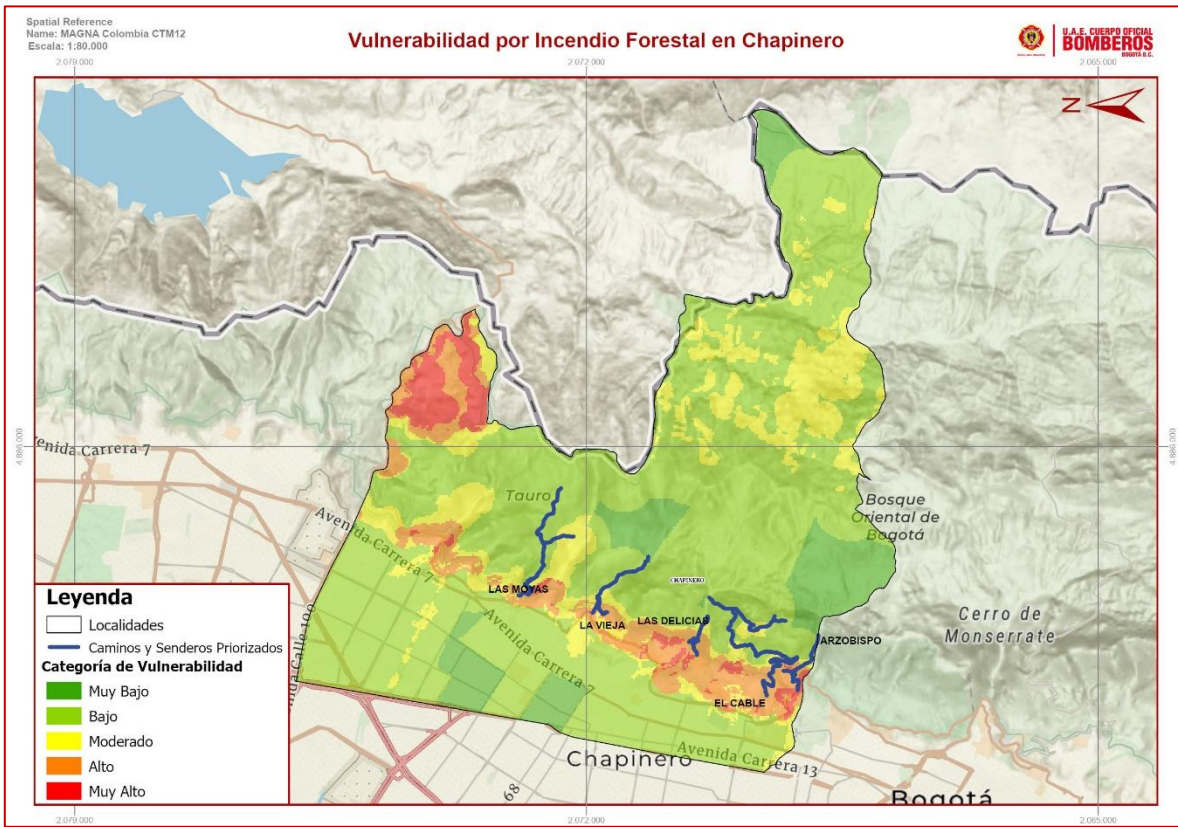 Spatial Reference
Name: MAGNA Colombia CTM12
Escala: 1:80.000
Vulnerabilidad por Incendio Forestal en Chapinero
U.A.E. CUERPO OFICIAL
BOMBEROS
BOGOTÁ D.C.
2.079.000
2.072.000
2.065.000
N
4.886.000
4.886.000
venida Carrera 7
Tauro
Bosque
Oriental de
Bogotá
Avenida Carrera 7
LAS MOYAS
CHAPINERO
LA VIEJA
LAS DELICIAS
Avenida Carrera 7
ARZOBISPO
Cerro de
Monserrate
EL CABLE
nida Calle 100
Chapinero
Avenida Carrera 13
68
Bogotá
Leyenda
Localidades
Caminos y Senderos Priorizados
Categoría de Vulnerabilidad
Muy Bajo
Bajo
Moderado
Alto
Muy Alto
2.079.000
2.072.000
2.065.000